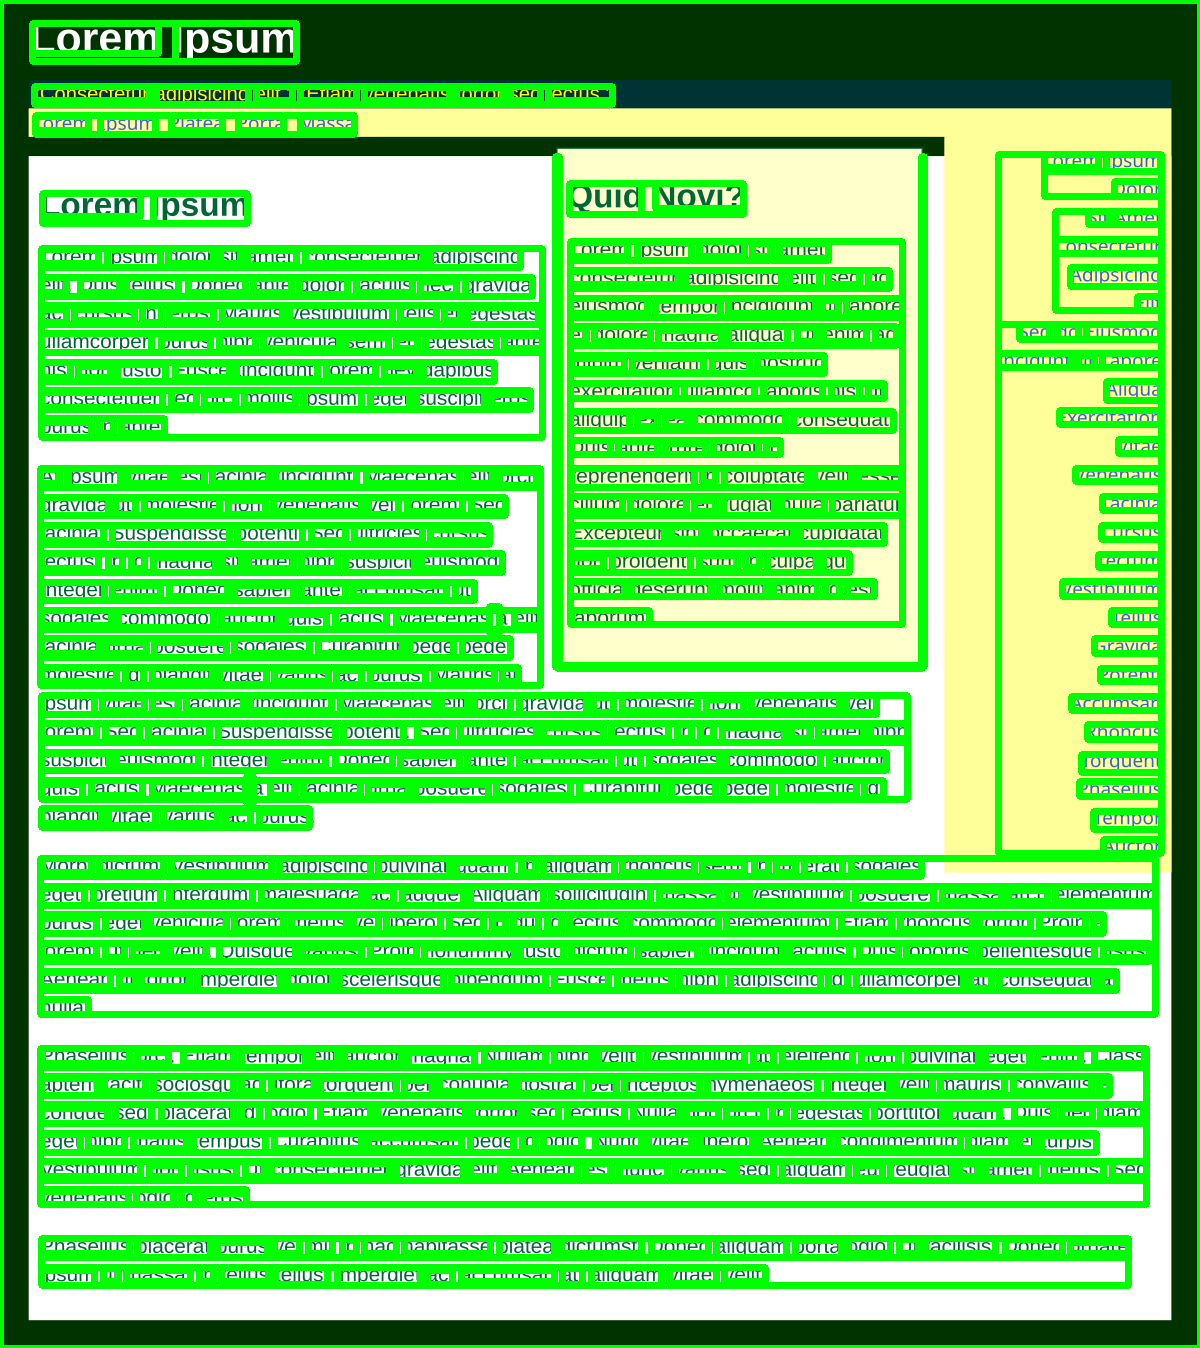 Lorem Ipsum
Consectetur adipisicing elit Etiam venenatis tortor sed lectus
Lorem Ipsum Platea Porta Massa
Lorem Ipsum
Lorem ipsum dolor sit amet consectetuer adipiscing
elit Duis tellus Donec ante dolor iaculis nec gravida
ac cursus in eros Mauris vestibulum felis et egestas
ullamcorper purus nibh vehicula sem eu egestas ante
nisl non justo Fusce tincidunt lorem nev dapibus
consectetuer leo orci mollis ipsum eget suscipit eros
purus in ante
At ipsum vitae est lacinia tincidunt Maecenas elit orci
gravida ut molestie non venenatis vel lorem Sed
lacinia Suspendisse potenti Sed ultricies cursus
lectus In id magna sit amet nibh suscipit euismod
Integer enim Donec sapien ante accumsan ut
sodales commodo auctor quis lacus Maecenas a elit
lacinia urna posuere sodales Curabitur pede pede
molestie id blandit vitae varius ac purus Mauris at
ipsum vitae est lacinia tincidunt Maecenas elit orci gravida ut molestie non venenatis vel
lorem Sed lacinia Suspendisse potenti Sed ultricies cursus lectus In id magna sit amet nibh
suscipit euismod Integer enim Donec sapien ante accumsan ut sodales commodo auctor
quis lacus Maecenas a elit lacinia urna posuere sodales Curabitur pede pede molestie id
blandit vitae varius ac purus
Quid Novi?
Lorem ipsum dolor sit amet
consectetur adipisicing elit sed do
eiusmod tempor incididunt ut labore
et dolore magna aliqua Ut enim ad
minim veniam quis nostrud
exercitation ullamco laboris nisi ut
aliquip ex ea commodo consequat
Duis aute irure dolor in
reprehenderit in voluptate velit esse
cillum dolore eu fugiat nulla pariatur
Excepteur sint occaecat cupidatat
non proident sunt in culpa qui
officia deserunt mollit anim id est
laborum
Lorem Ipsum
Dolor
Sit Amet
Consectetur
Adipsicing
Elit
Sed do Eiusmod
Incidunt ut Labore
Aliqua
Exercitation
Vitae
Venenatis
Lacinia
Cursus
Lectum
Vestibulum
Tellus
Gravida
Potenti
Accumsan
Rhoncus
Torquent
Phasellus
Tempor
Auctor
Morbi dictum Vestibulum adipiscing pulvinar quam In aliquam rhoncus sem In mi erat sodales
eget pretium interdum malesuada ac augue Aliquam sollicitudin massa ut vestibulum posuere massa arcu elementum
purus eget vehicula lorem metus vel libero Sed in dui id lectus commodo elementum Etiam rhoncus tortor Proin a
lorem Ut nec velit Quisque varius Proin nonummy justo dictum sapien tincidunt iaculis Duis lobortis pellentesque risus
Aenean ut tortor imperdiet dolor scelerisque bibendum Fusce metus nibh adipiscing id ullamcorper at consequat a
nulla
Phasellus orci Etiam tempor elit auctor magna Nullam nibh velit vestibulum ut eleifend non pulvinar eget enim Class
aptent taciti sociosqu ad litora torquent per conubia nostra per inceptos hymenaeos Integer velit mauris convallis a
congue sed placerat id odio Etiam venenatis tortor sed lectus Nulla non orci In egestas porttitor quam Duis nec diam
eget nibh mattis tempus Curabitur accumsan pede id odio Nunc vitae libero Aenean condimentum diam et turpis
Vestibulum non risus Ut consectetuer gravida elit Aenean est nunc varius sed aliquam eu feugiat sit amet metus Sed
venenatis odio id eros
Phasellus placerat purus vel mi In hac habitasse platea dictumst Donec aliquam porta odio Ut facilisis Donec ornare
ipsum ut massa In tellus tellus imperdiet ac accumsan at aliquam vitae velit